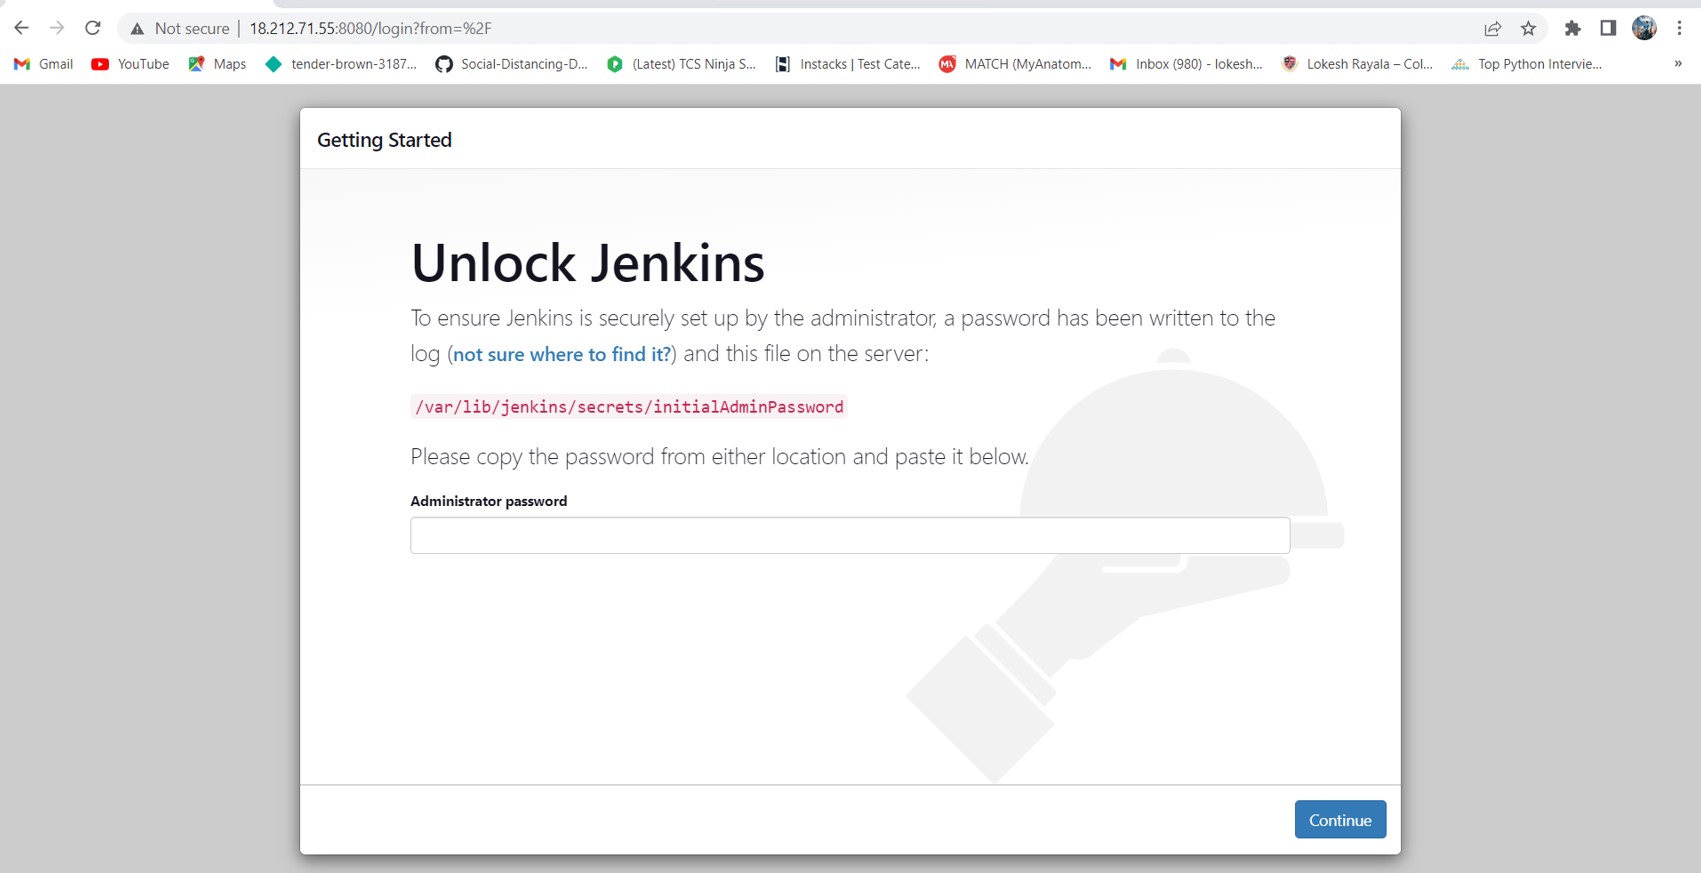 Not secure | 18.212.71.55:8080/login?from=%2F
Gmail YouTube Maps tender-brown-3187... Social-Distancing-D... (Latest) TCS Ninja S... Instacks | Test Cate... MATCH (MyAnatom... Inbox (980) - lokesh... Lokesh Rayala – Col... Top Python Intervie... »
Getting Started
Unlock Jenkins
To ensure Jenkins is securely set up by the administrator, a password has been written to the
log (not sure where to find it?) and this file on the server:
/var/lib/jenkins/secrets/initialAdminPassword
Please copy the password from either location and paste it below.
Administrator password
Continue